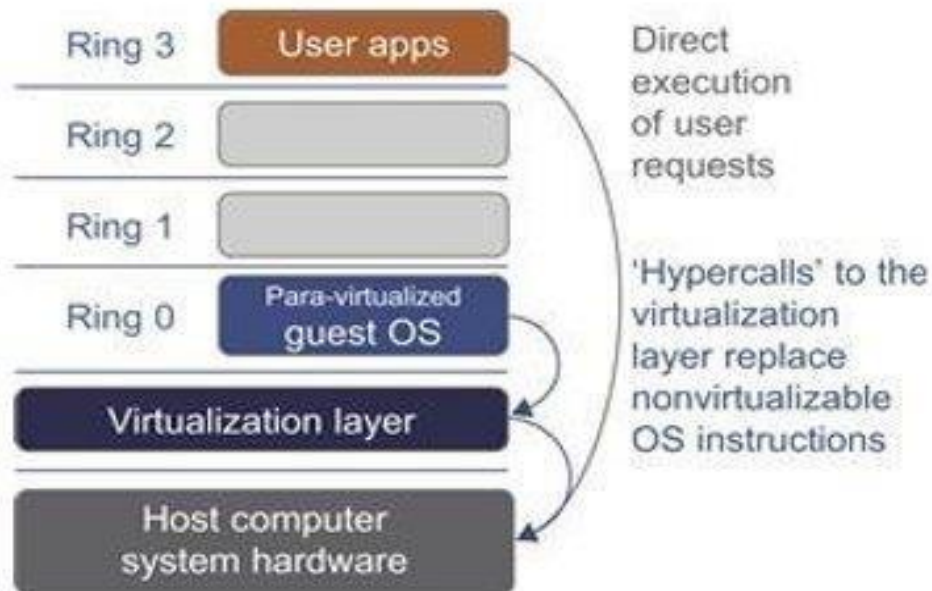 Ring 3
User apps
Ring 2
Ring 1
Ring 0
Para-virtualized
guest OS
Virtualization layer
Host computer
system hardware
Direct
execution
of user
requests
'Hypercalls' to the
virtualization
layer replace
nonvirtualizable
OS instructions